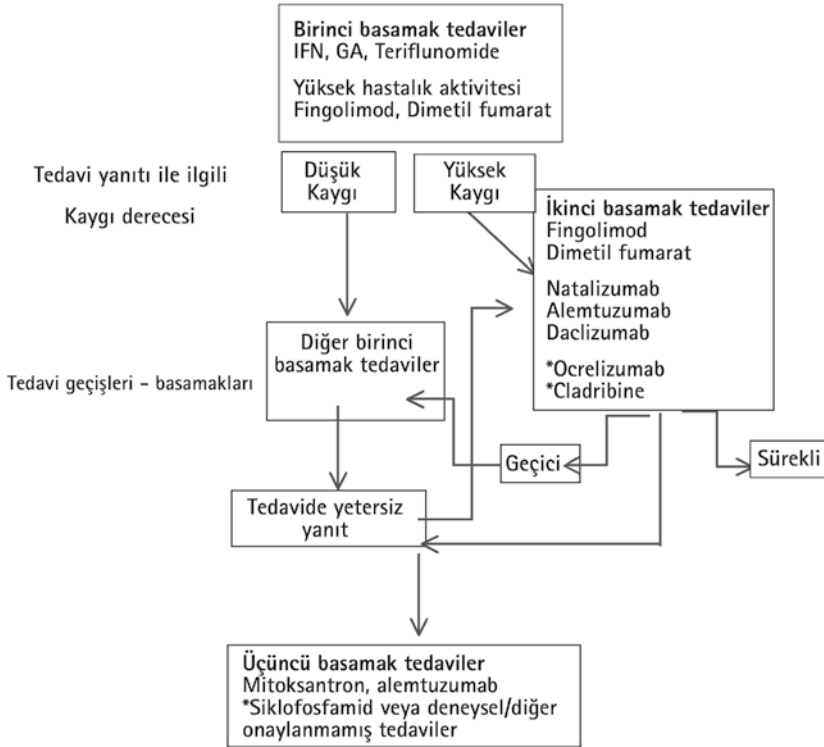 Birinci basamak tedaviler
IFN, GA, Teriflunomide
Yüksek hastalık aktivitesi
Fingolimod, Dimetil fumarat
Tedavi yanıtı ile ilgili
Kaygı derecesi
Düşük
Kaygı
Yüksek
Kaygı
İkinci basamak tedaviler
Fingolimod
Dimetil fumarat
Natalizumab
Alemtuzumab
Daclizumab
*Ocrelizumab
*Cladribine
Diğer birinci
basamak tedaviler
Tedavi geçişleri - basamakları
Geçici
Sürekli
Tedavide yetersiz
yanıt
Üçüncü basamak tedaviler
Mitoksantron, alemtuzumab
*Siklofosfamid veya deneysel/diğer
onaylanmamış tedaviler